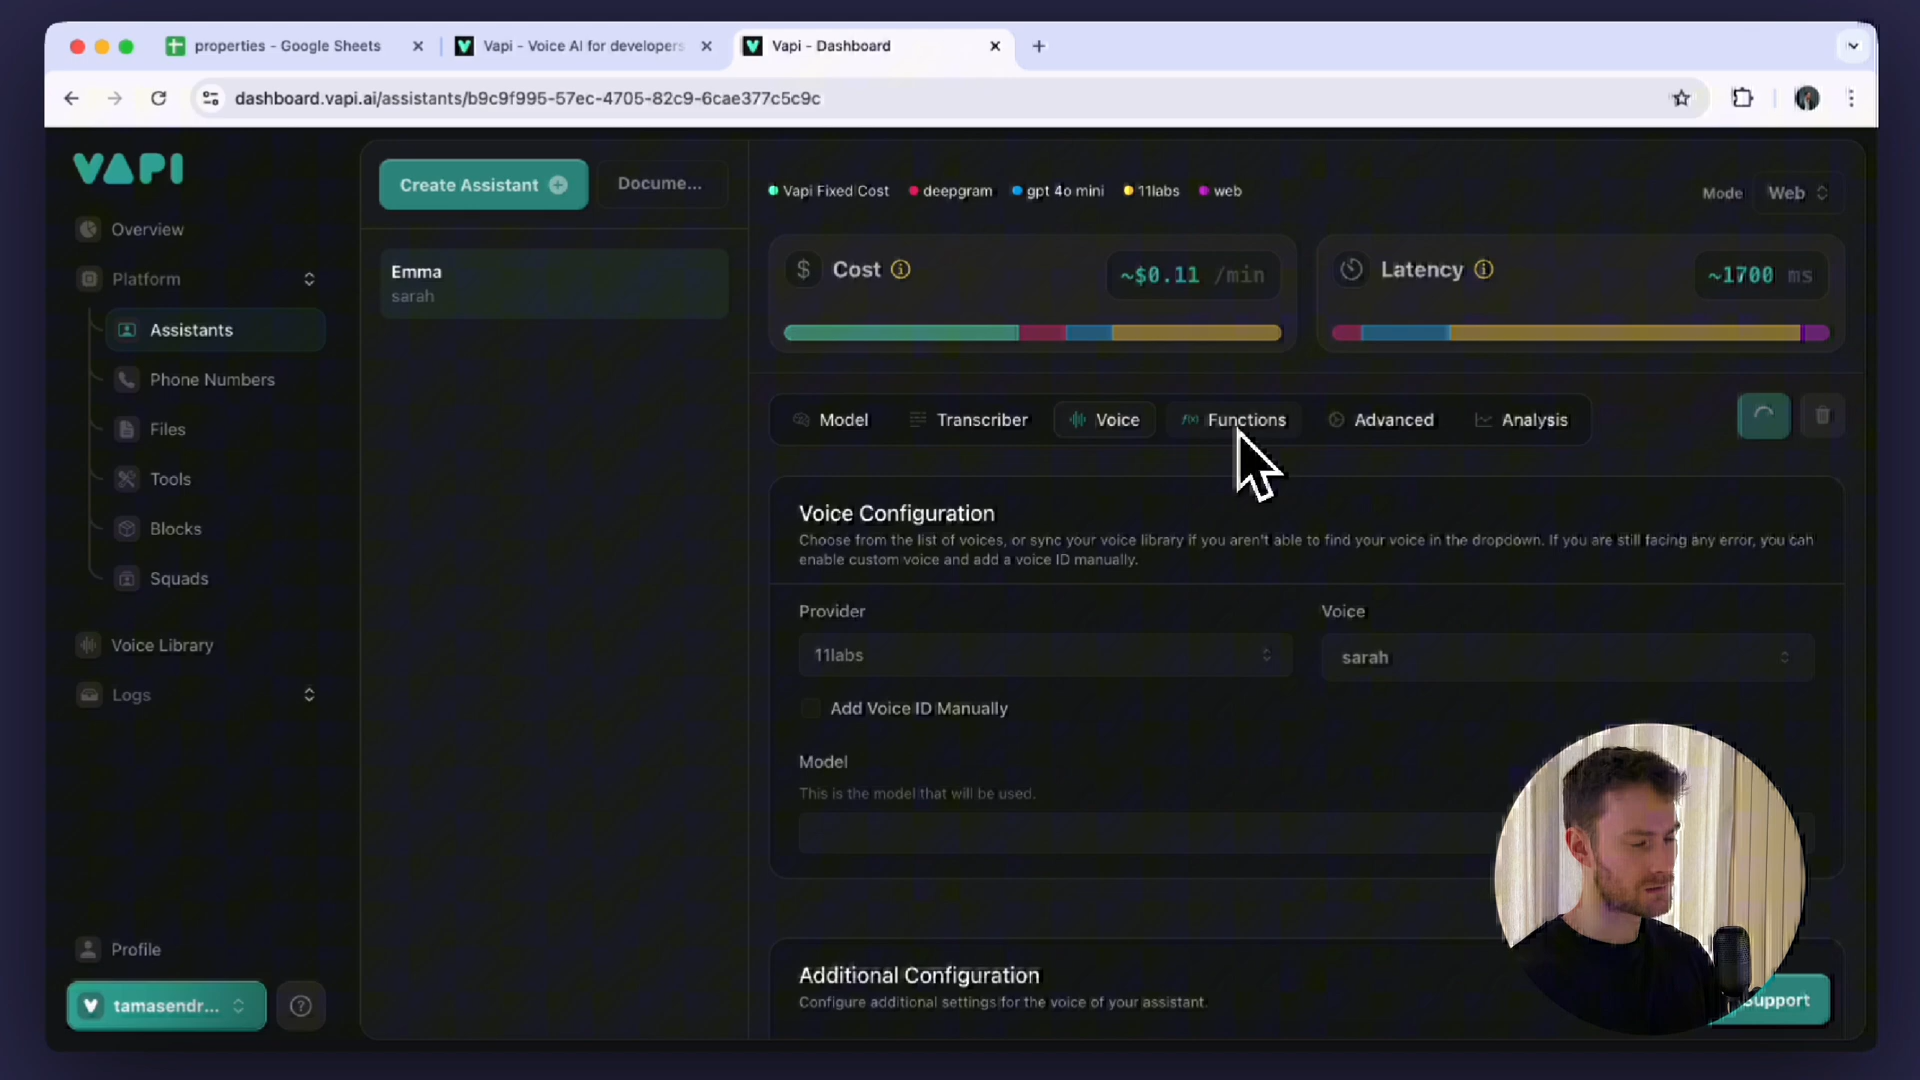 properties - Google Sheets
Vapi - Voice AI for developers
Vapi - Dashboard
dashboard.vapi.ai/assistants/b9c9f995-57ec-4705-82c9-6cae377c5c9c
VAPI
Overview
Platform
Assistants
Phone Numbers
Files
Tools
Blocks
Squads
Voice Library
Logs
Profile
tamasendr...
Create Assistant
Docume...
Emma
sarah
Vapi Fixed Cost
deepgram
gpt 4o mini
11labs
web
Mode
Web
Cost
~$0.11 /min
Latency
~1700 ms
Model
Transcriber
Voice
Functions
Advanced
Analysis
Voice Configuration
Choose from the list of voices, or sync your voice library if you aren't able to find your voice in the dropdown. If you are still facing any error, you can
enable custom voice and add a voice ID manually.
Provider
Voice
11labs
sarah
Add Voice ID Manually
Model
This is the model that will be used.
Additional Configuration
Configure additional settings for the voice of your assistant.
Support